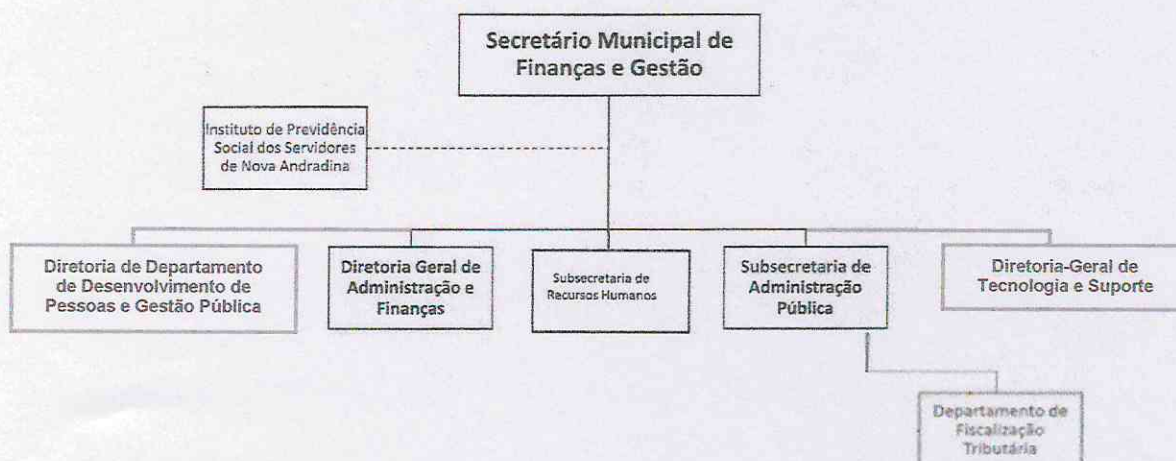 Secretário Municipal de
Finanças e Gestão
Instituto de Previdência
Social dos Servidores
de Nova Andradina
Diretoria de Departamento
de Desenvolvimento de
Pessoas e Gestão Pública
Diretoria Geral de
Administração e
Finanças
Subsecretaria de
Recursos Humanos
Subsecretaria de
Administração
Pública
Diretoria-Geral de
Tecnologia e Suporte
Departamento de
Fiscalização
Tributária